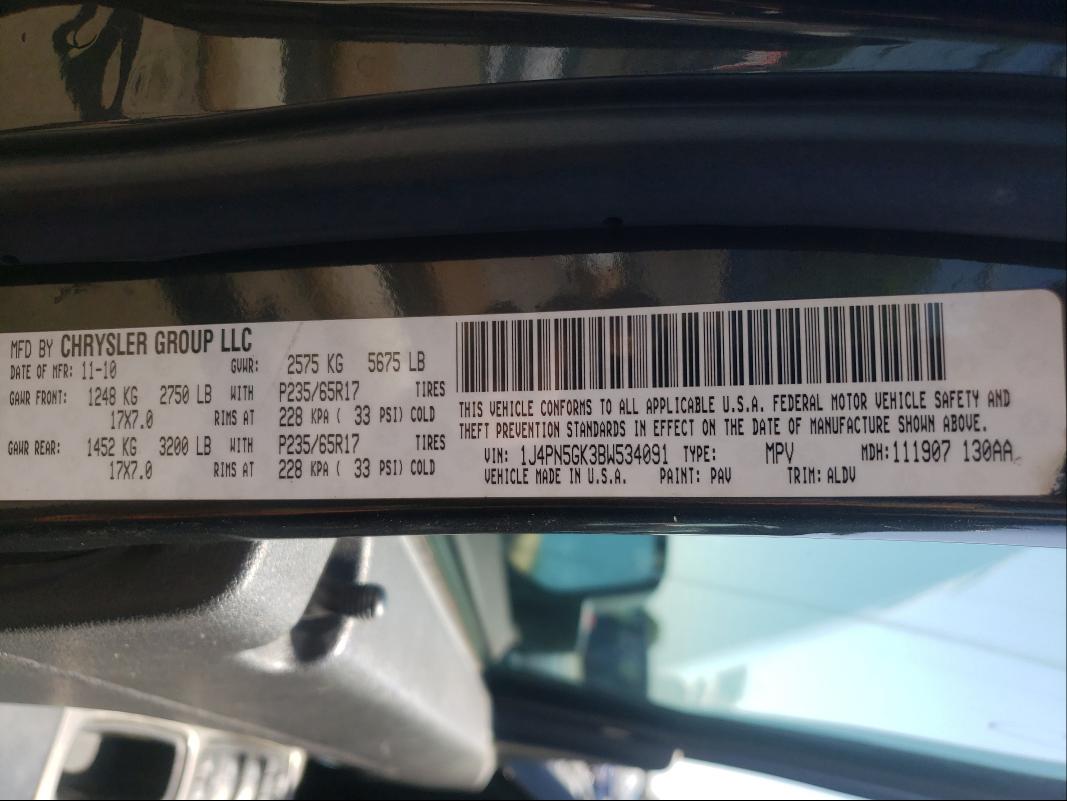 MFD BY CHRYSLER GROUP LLC
DATE OF MFR: 11-10 GVWR: 2575 KG 5675 LB
GAWR FRONT: 1248 KG 2750 LB WITH P235/65R17 TIRES
17X7.0 RIMS AT 228 KPA ( 33 PSI) COLD
GAWR REAR: 1452 KG 3200 LB WITH P235/65R17 TIRES
17X7.0 RIMS AT 228 KPA ( 33 PSI) COLD
THIS VEHICLE CONFORMS TO ALL APPLICABLE U.S.A. FEDERAL MOTOR VEHICLE SAFETY AND
THEFT PREVENTION STANDARDS IN EFFECT ON THE DATE OF MANUFACTURE SHOWN ABOVE.
VIN: 1J4PN5GK3BW534091 TYPE: MPV MDH: 111907 130AA
VEHICLE MADE IN U.S.A. PAINT: PAV TRIM: ALDV